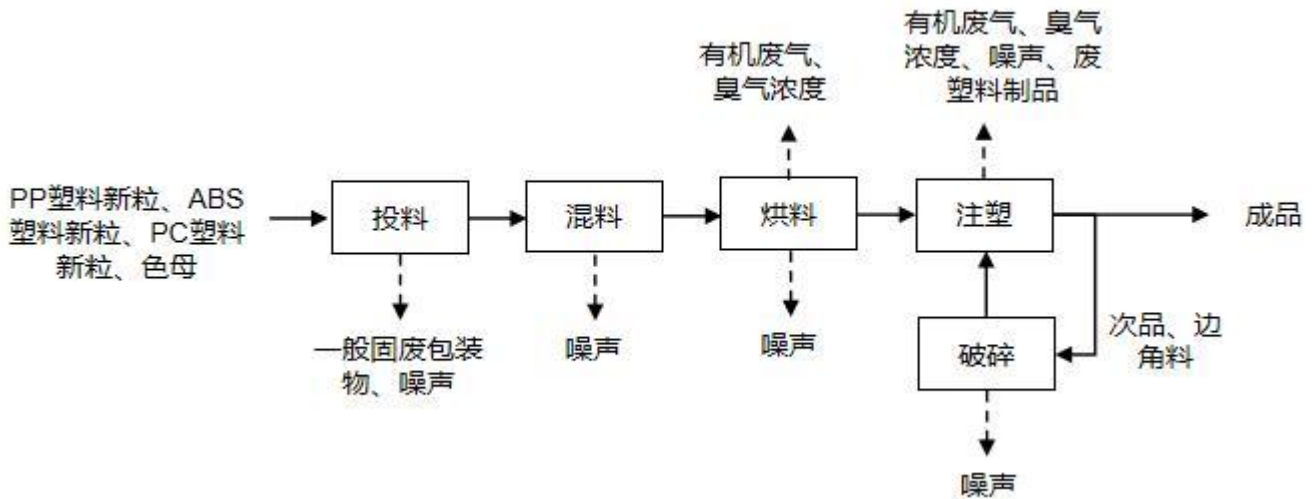 有机废气、臭
浓度、噪声、废
塑料制品
有机废气、
臭气浓度
PP塑料新粒、ABS
塑料新粒、PC塑料
新粒、色母
投料
混料
烘料
注塑
成品
一般固废包装
物、噪声
噪声
噪声
破碎
次品、边
角料
噪声